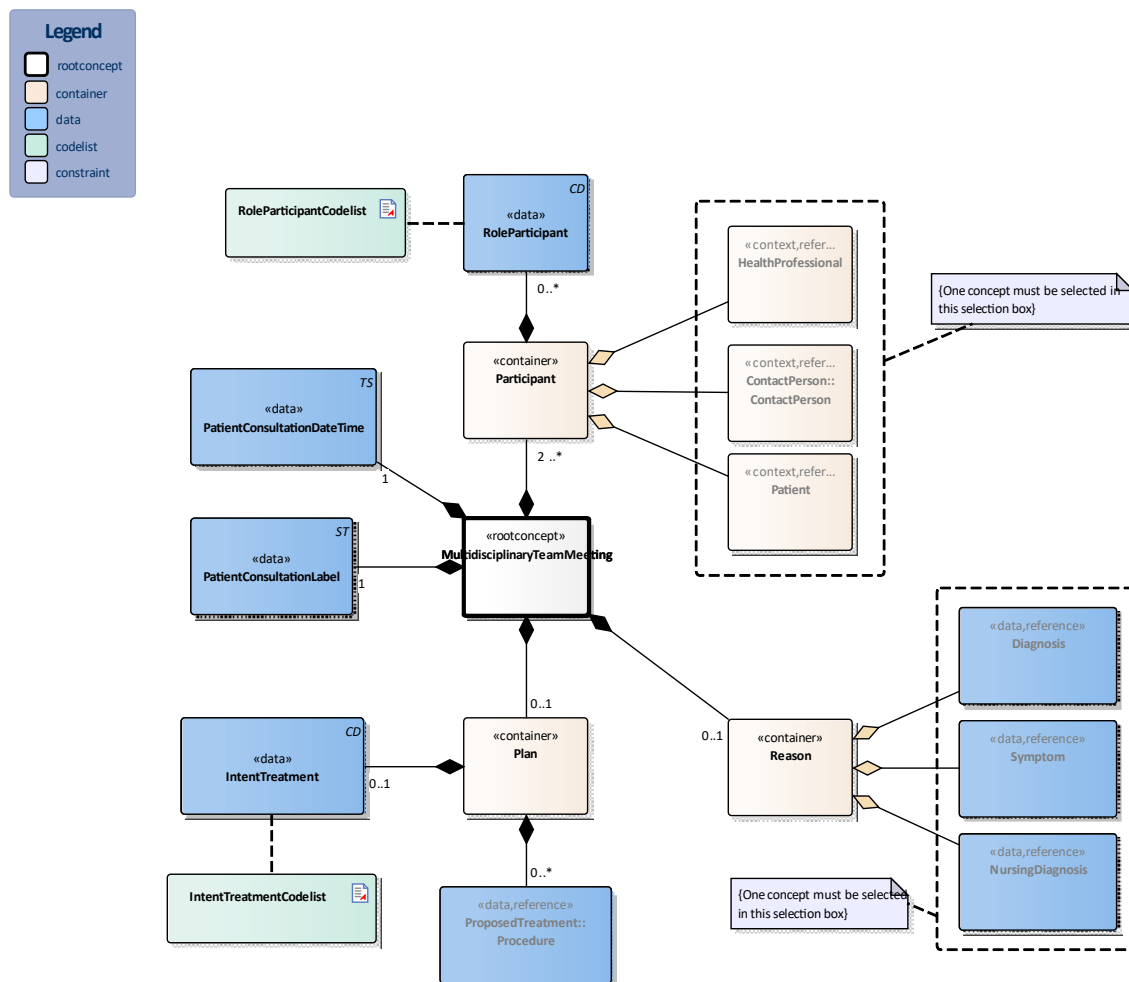 Legend
rootconcept
container
data
codelist
constraint
RoleParticipantCodelist
CD
«data»
RoleParticipant
0..*
«context,refer...
HealthProfessional
{One concept must be selected in
this selection box}
«container»
Participant
«context,refer...
ContactPerson::
ContactPerson
TS
«data»
PatientConsultationDateTime
1
2 ..*
«context,refer...
Patient
ST
«data»
PatientConsultationLabel
1
«rootconcept»
MultidisciplinaryTeamMeeting
«data,reference»
Diagnosis
0..1
0..1
CD
«data»
IntentTreatment
0..1
«container»
Plan
«container»
Reason
«data,reference»
Symptom
«data,reference»
NursingDiagnosis
IntentTreatmentCodelist
0..*
«data,reference»
ProposedTreatment::
Procedure
{One concept must be selected
in this selection box}